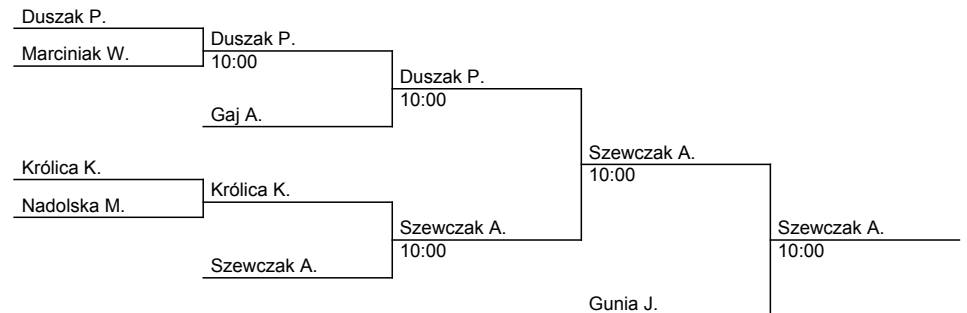 Duszak P.
Marciniak W.
Duszak P.
10:00
Duszak P.
10:00
Gaj A.
Szewczak A.
10:00
Królica K.
Nadolska M.
Królica K.
Szewczak A.
10:00
Szewczak A.
10:00
Szewczak A.
Gunia J.